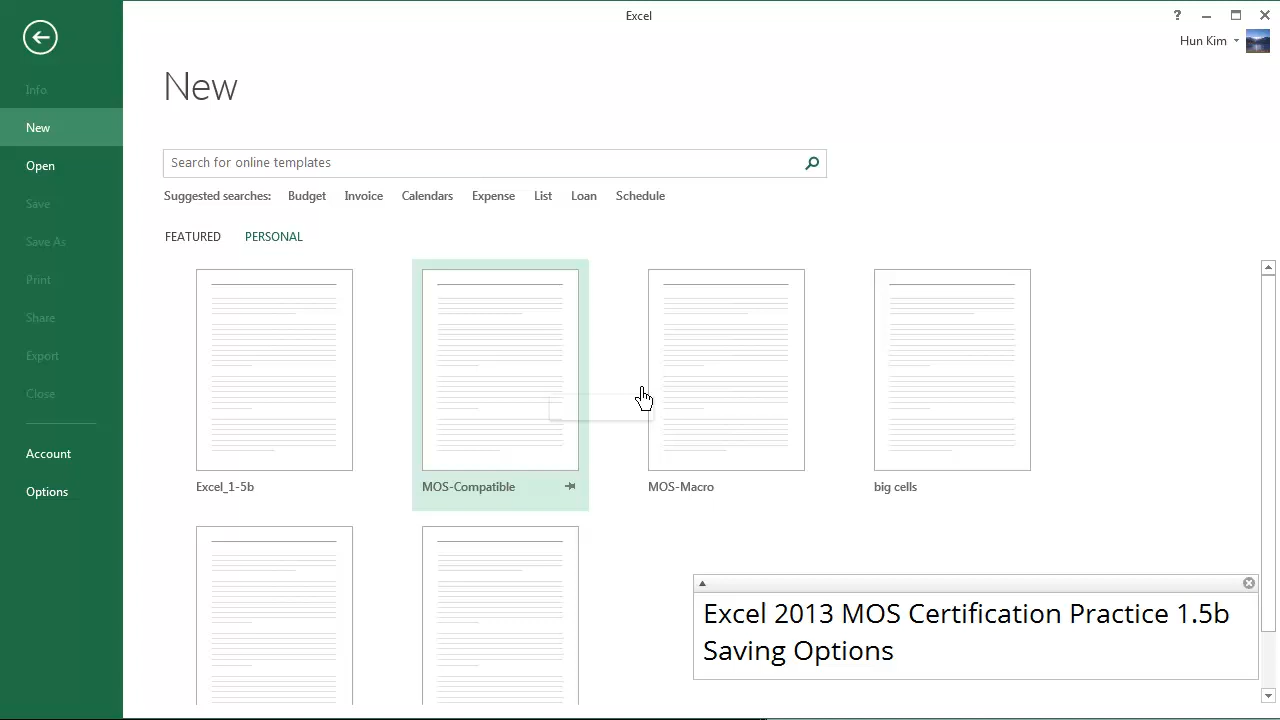 Excel
?
Hun Kim
Info
New
Open
Save
Save As
Print
Share
Export
Close
Account
Options
New
Search for online templates
Suggested searches: Budget Invoice Calendars Expense List Loan Schedule
FEATURED PERSONAL
Excel_1-5b MOS-Compatible MOS-Macro big cells
Excel 2013 MOS Certification Practice 1.5b
Saving Options